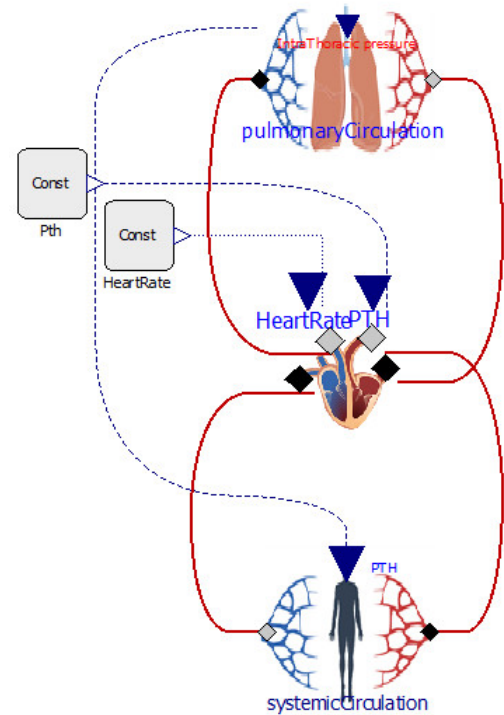 IntraThoracic pressure
pulmonaryCirculation
Const
Pth
Const
HeartRate
HeartRate
PTH
PTH
systemicCirculation